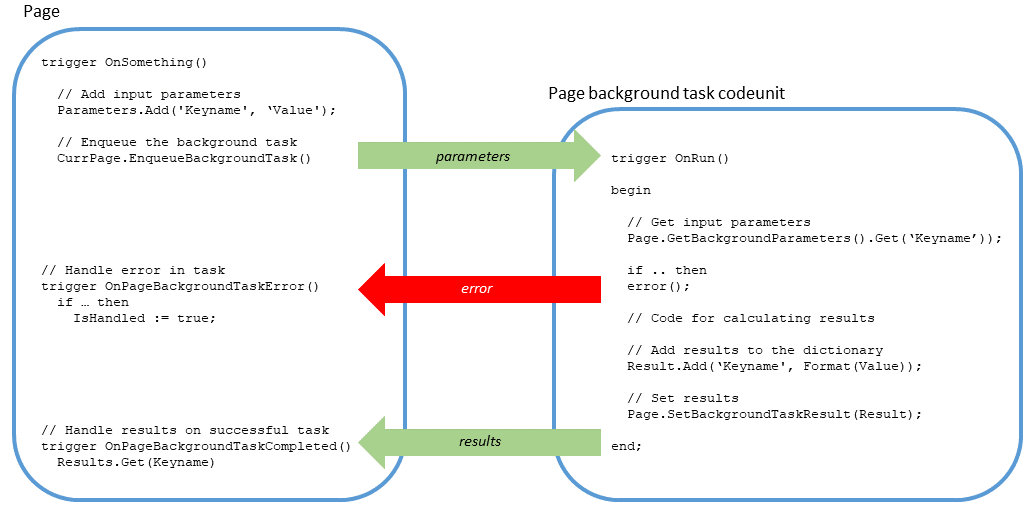 Page
trigger OnSomething()
// Add input parameters
Parameters.Add('Keyname', ‘Value');
// Enqueue the background task
CurrPage.EnqueueBackgroundTask()
// Handle error in task
trigger OnPageBackgroundTaskError()
if … then
IsHandled := true;
// Handle results on successful task
trigger OnPageBackgroundTaskCompleted()
Results.Get(Keyname)
parameters
error
results
Page background task codeunit
trigger OnRun()
begin
// Get input parameters
Page.GetBackgroundParameters().Get(‘Keyname’));
if .. then
error();
// Code for calculating results
// Add results to the dictionary
Result.Add(‘Keyname', Format(Value));
// Set results
Page.SetBackgroundTaskResult(Result);
end;